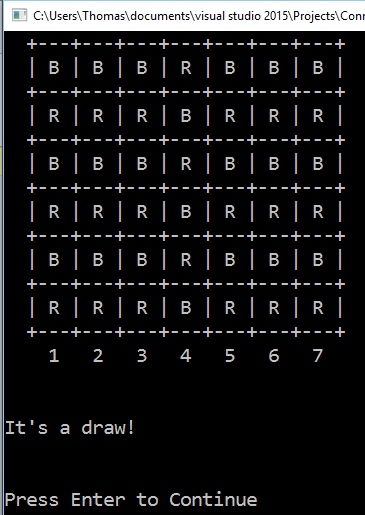 C:\Users\Thomas\documents\visual studio 2015\Projects\Conn
+---+---+---+---+---+---+---+
| B | B | B | R | B | B | B |
+---+---+---+---+---+---+---+
| R | R | R | B | R | R | R |
+---+---+---+---+---+---+---+
| B | B | B | R | B | B | B |
+---+---+---+---+---+---+---+
| R | R | R | B | R | R | R |
+---+---+---+---+---+---+---+
| B | B | B | R | B | B | B |
+---+---+---+---+---+---+---+
| R | R | R | B | R | R | R |
+---+---+---+---+---+---+---+
1 2 3 4 5 6 7
It's a draw!
Press Enter to Continue